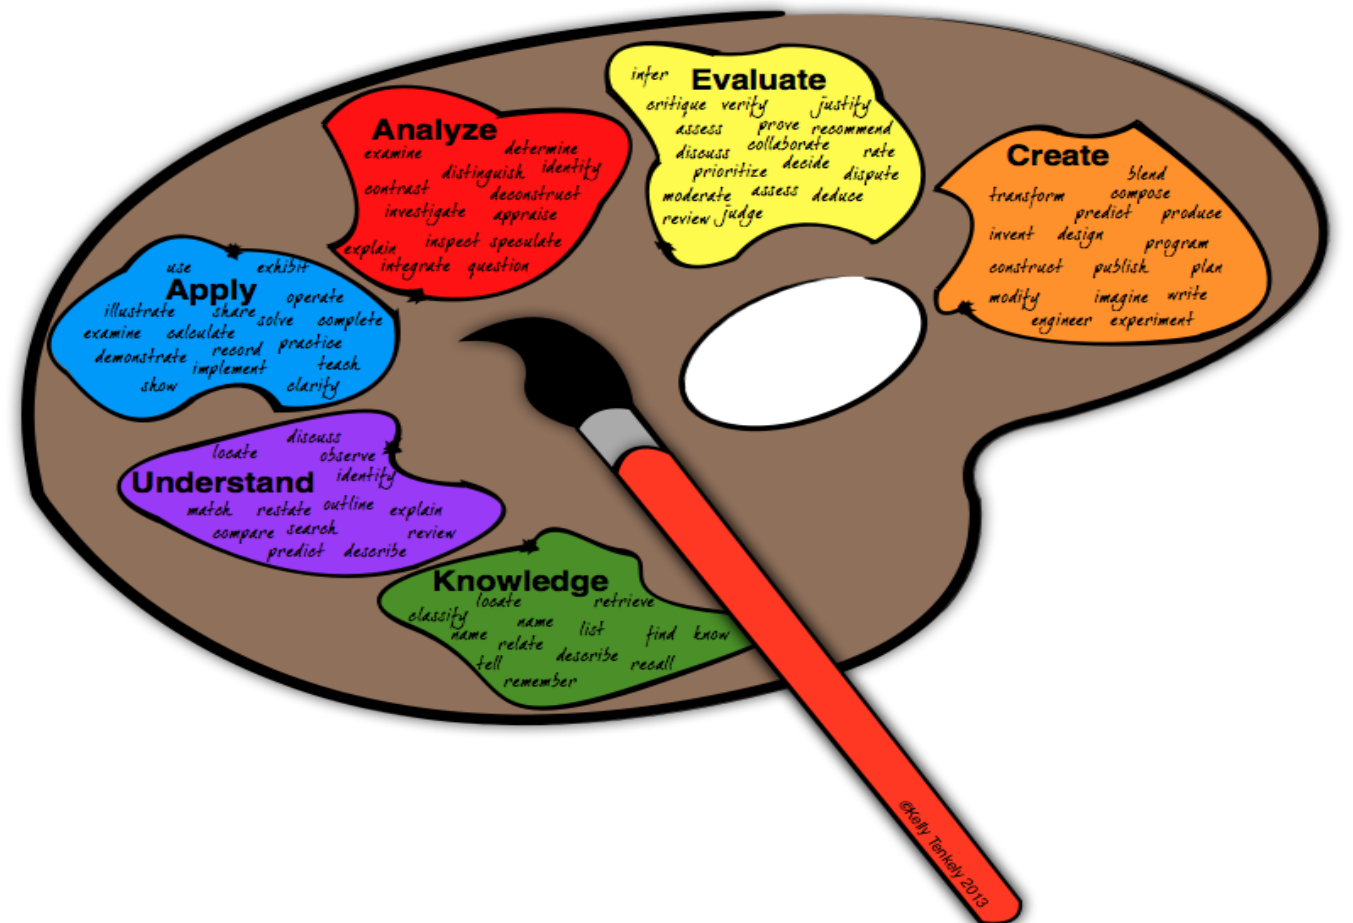 Evaluate
infer
critique verify justify
assess prove recommend
discuss collaborate rate
prioritize decide dispute
moderate assess deduce
review judge
Analyze
examine determine
distinguish identify
contrast deconstruct
investigate appraise
explain inspect speculate
integrate question
Create
blend
transform compose
predict produce
invent design program
construct publish plan
modify imagine write
engineer experiment
use exhibit
Apply operate
illustrate share solve complete
examine calculate
demonstrate record practice
implement teach
show clarify
discuss
locate observe
Understand identify
match restate outline explain
compare search review
predict describe
Knowledge
locate retrieve
classify name list
name relate find know
tell describe recall
remember
©Kelly Tenkely 2013